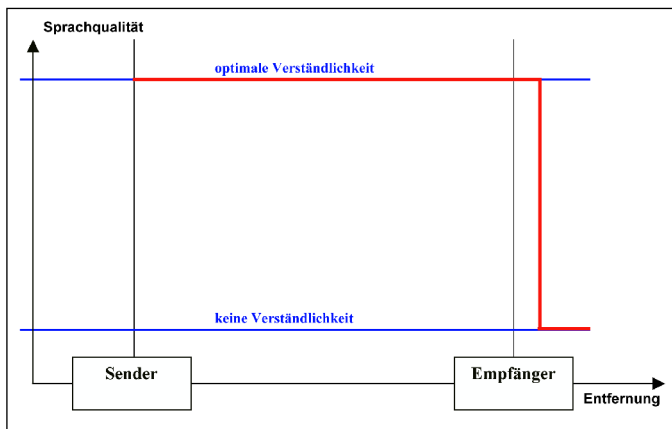 Sprachqualität
optimale Verständlichkeit
keine Verständlichkeit
Sender
Empfänger
Entfernung